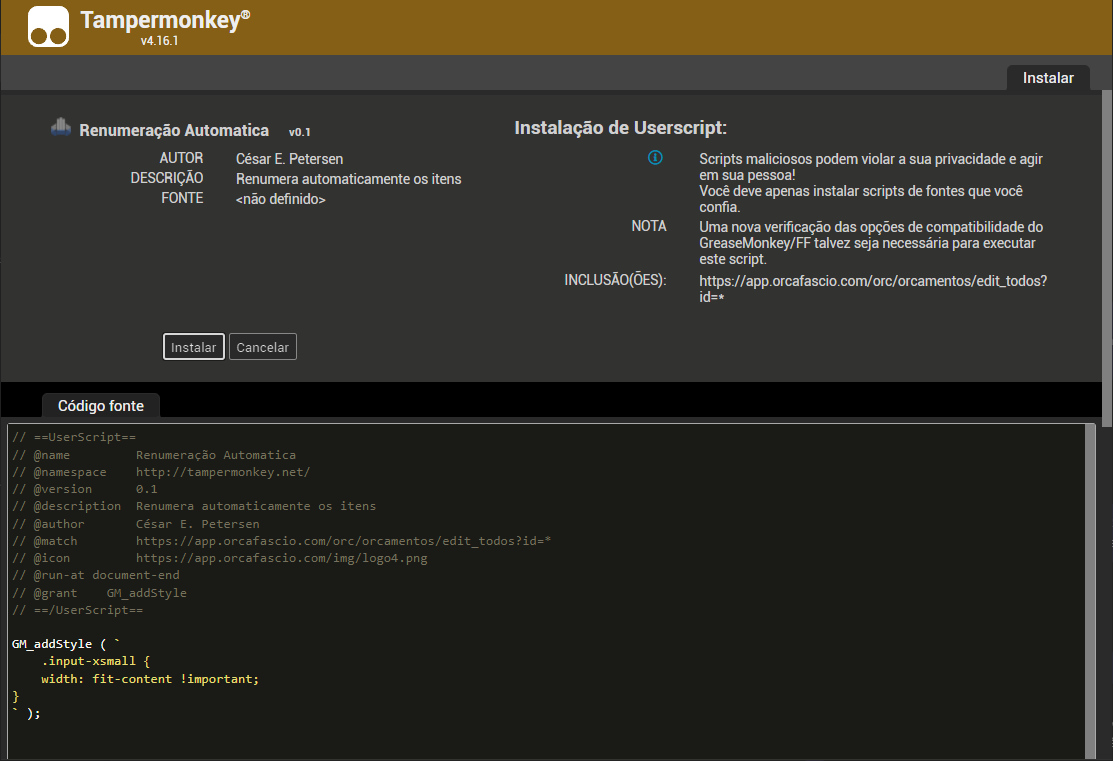 Tampermonkey®
v4.16.1
Instalar
Renumeração Automatica v0.1
AUTOR César E. Petersen
DESCRIÇÃO Renumera automaticamente os itens
FONTE <não definido>
Instalação de Userscript:
Scripts maliciosos podem violar a sua privacidade e agir
em sua pessoa!
Você deve apenas instalar scripts de fontes que você
confia.
NOTA Uma nova verificação das opções de compatibilidade do
GreaseMonkey/FF talvez seja necessária para executar
este script.
INCLUSÃO(ÕES): https://app.orcafascio.com/orc/orcamentos/edit_todos?
id=*
Instalar Cancelar
Código fonte
// ==UserScript==
// @name Renumeração Automatica
// @namespace http://tampermonkey.net/
// @version 0.1
// @description Renumera automaticamente os itens
// @author César E. Petersen
// @match https://app.orcafascio.com/orc/orcamentos/edit_todos?id=*
// @icon https://app.orcafascio.com/img/logo4.png
// @run-at document-end
// @grant GM_addStyle
// ==/UserScript==
GM_addStyle ( `
.input-xsmall {
width: fit-content !important;
}
` );